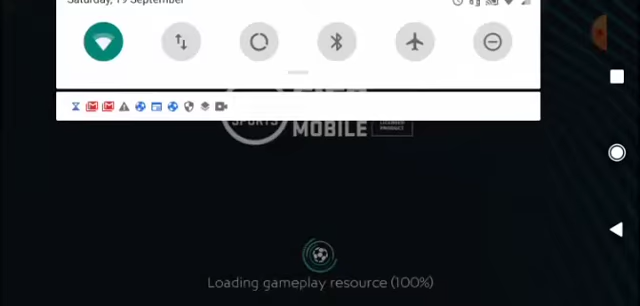 Saturday, 19 September
SPORTS
MOBILE
Loading gameplay resource (100%)